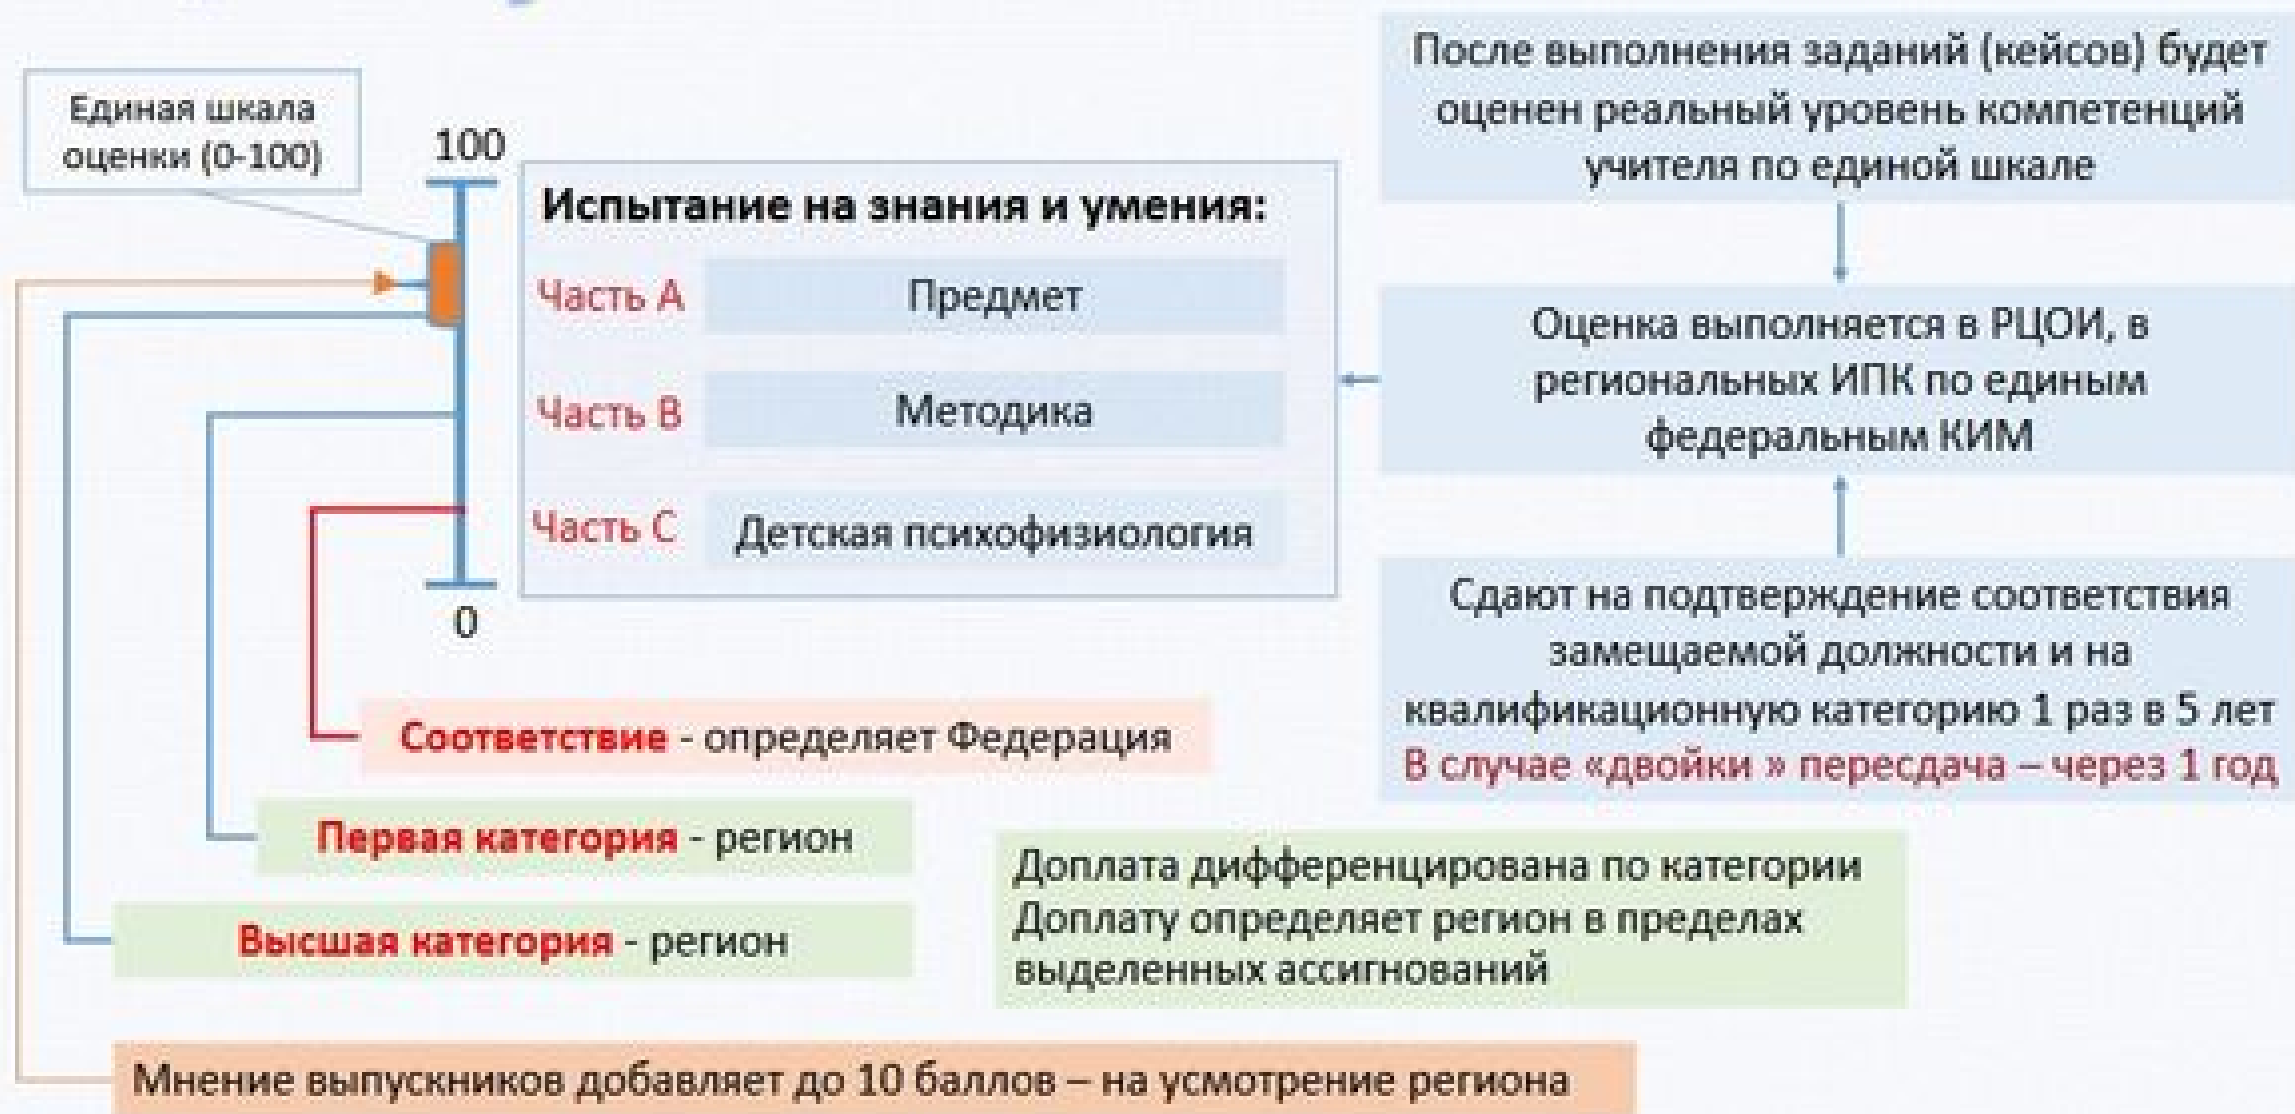 Единая шкала
оценки (0-100)
100
0
Испытание на знания и умения:
Часть А
Предмет
Часть В
Методика
Часть С
Детская психофизиология
После выполнения заданий (кейсов) будет
оценен реальный уровень компетенций
учителя по единой шкале
Оценка выполняется в РЦОИ, в
региональных ИПК по единым
федеральным КИМ
Сдают на подтверждение соответствия
замещаемой должности и на
квалификационную категорию 1 раз в 5 лет
В случае «двойки » пересдача – через 1 год
Соответствие - определяет Федерация
Первая категория - регион
Высшая категория - регион
Доплата дифференцирована по категории
Доплату определяет регион в пределах
выделенных ассигнований
Мнение выпускников добавляет до 10 баллов – на усмотрение региона